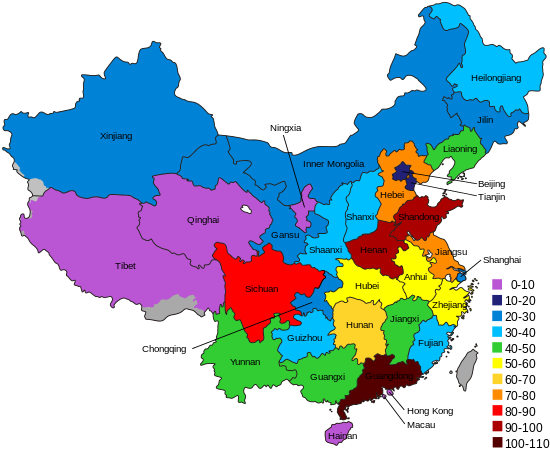 Heilongjiang
Jilin
Xinjiang
Ningxia
Liaoning
Inner Mongolia
Beijing
Hebei
Tianjin
Qinghai
Shanxi
Shandong
Gansu
Shaanxi
Henan
Jiangsu
Shanghai
Tibet
Anhui
Sichuan
Hubei
Zhejiang
Hunan
Jiangxi
Guizhou
Fujian
Chongqing
Yunnan
Guangxi
Guangdong
Hong Kong
Macau
Hainan
0-10
10-20
20-30
30-40
40-50
50-60
60-70
70-80
80-90
90-100
100-110